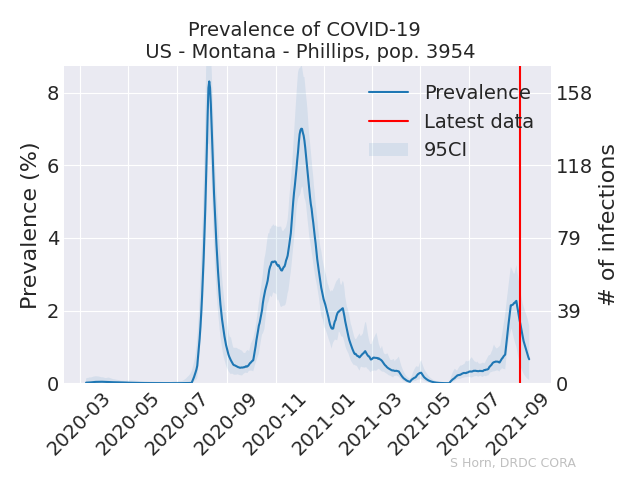 Prevalence of COVID-19
US - Montana - Phillips, pop. 3954
Prevalence (%)
8
6
4
2
0
Prevalence
Latest data
95CI
158
118
79
39
0
# of infections
2020-03
2020-05
2020-07
2020-09
2020-11
2021-01
2021-03
2021-05
2021-07
2021-09
S Horn, DRDC CORA